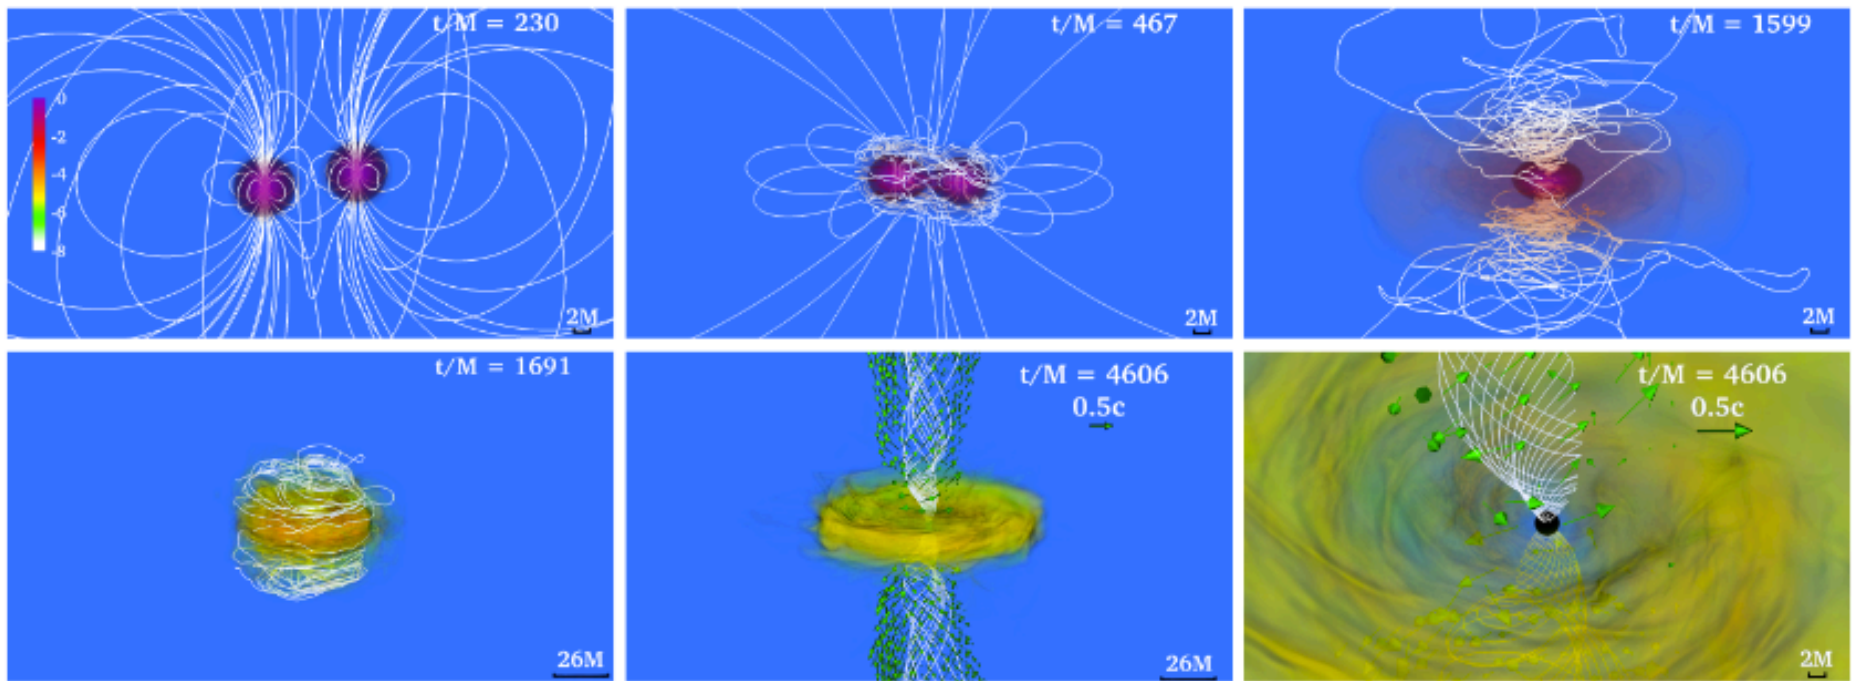 t/M = 230
0
-2
-4
-6
-8
2M
t/M = 467
2M
t/M = 1599
2M
t/M = 1691
26M
t/M = 4606
0.5c
26M
t/M = 4606
0.5c
2M